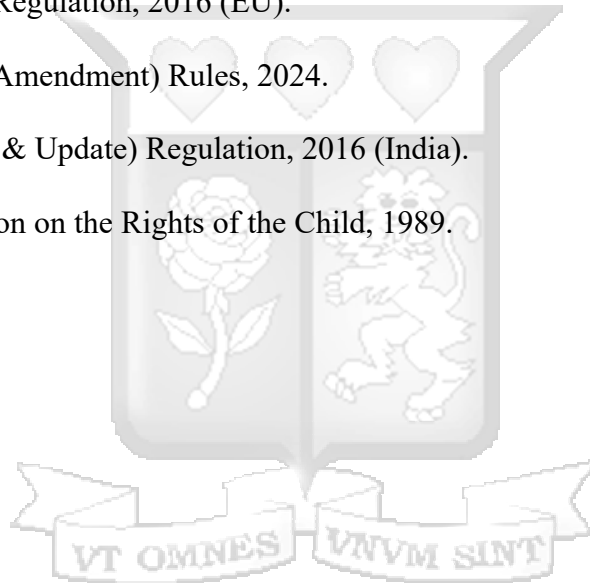 Regulation, 2016 (EU).
Amendment) Rules, 2024.
& Update) Regulation, 2016 (India).
on on the Rights of the Child, 1989.
VT OMNES VNVM SINT